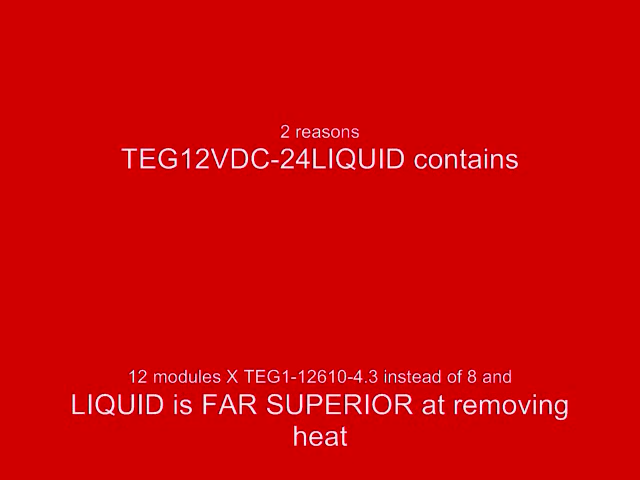 2 reasons
TEG12VDC-24LIQUID contains
12 modules X TEG1-12610-4.3 instead of 8 and
LIQUID is FAR SUPERIOR at removing
heat